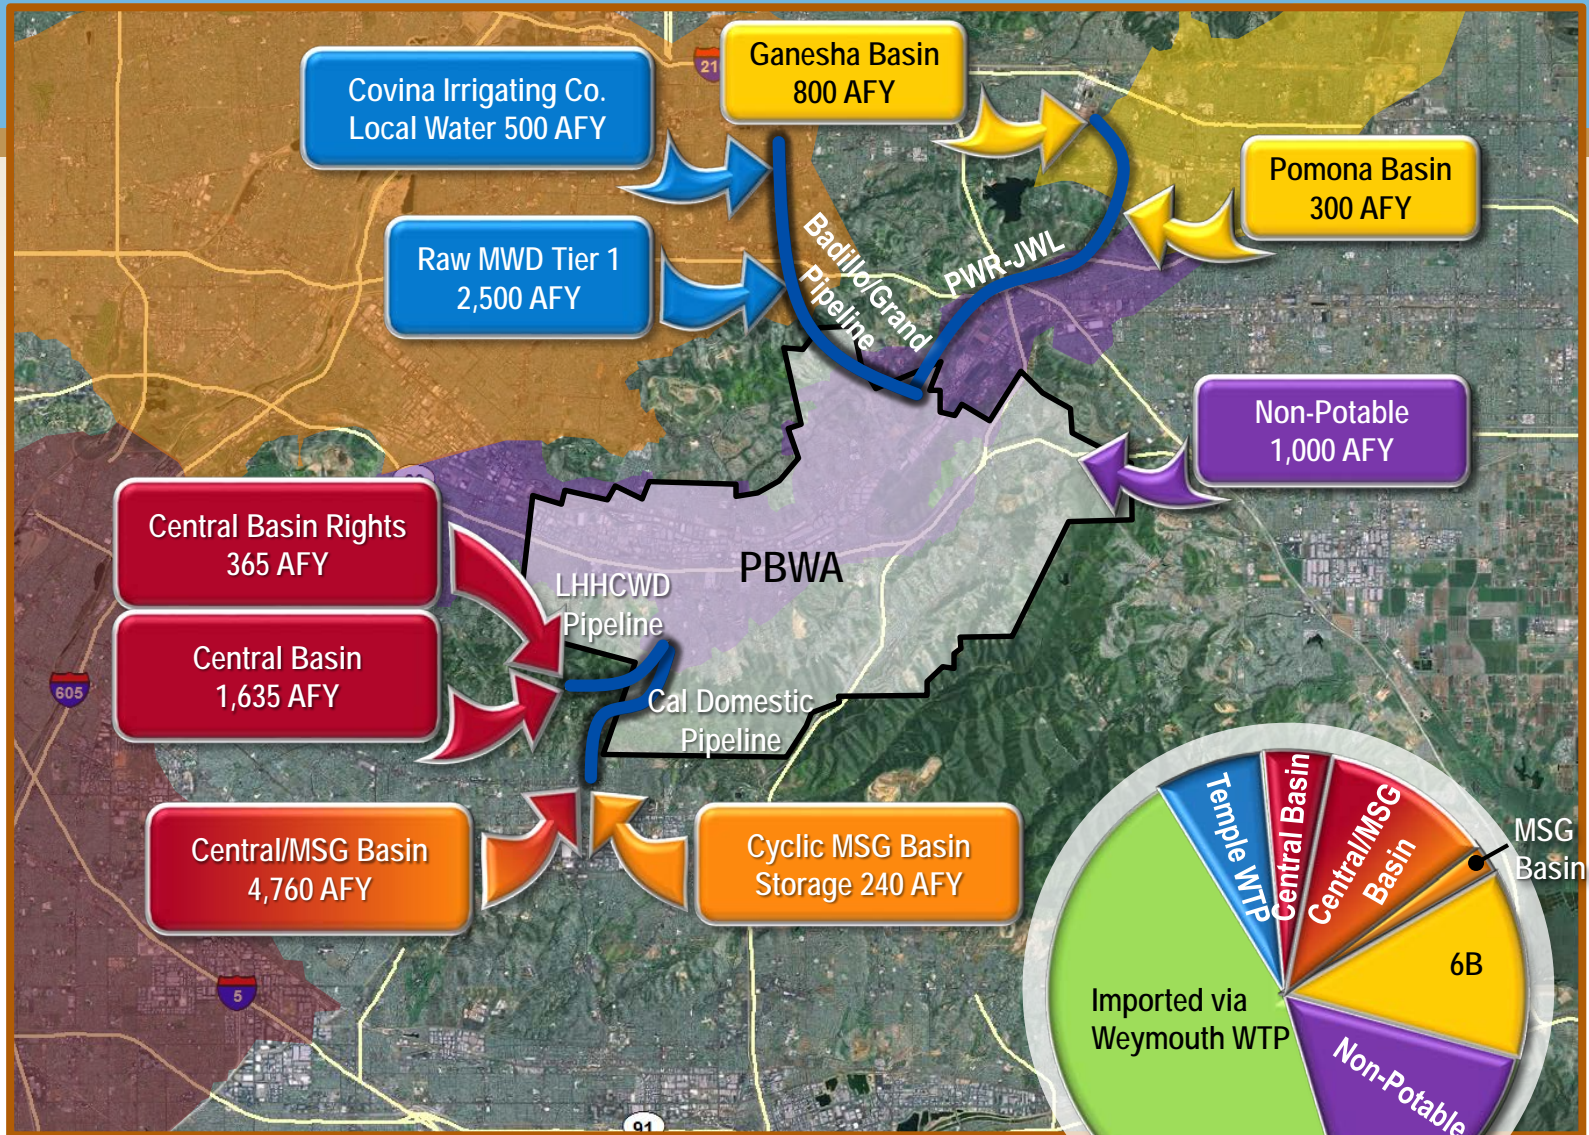 Covina Irrigating Co.
Local Water 500 AFY
21
Ganesha Basin
800 AFY
Pomona Basin
300 AFY
Raw MWD Tier 1
2,500 AFY
Badillo/Grand
Pipeline
PWR-JWL
Non-Potable
1,000 AFY
Central Basin Rights
365 AFY
PBWA
LHHCWD
Pipeline
Central Basin
1,635 AFY
605
Cal Domestic
Pipeline
Central/MSG Basin
4,760 AFY
Cyclic MSG Basin
Storage 240 AFY
5
91
Temple WTP
Central Basin
Central/MSG
Basin
MSG
Basin
6B
Imported via
Weymouth WTP
Non-Potable